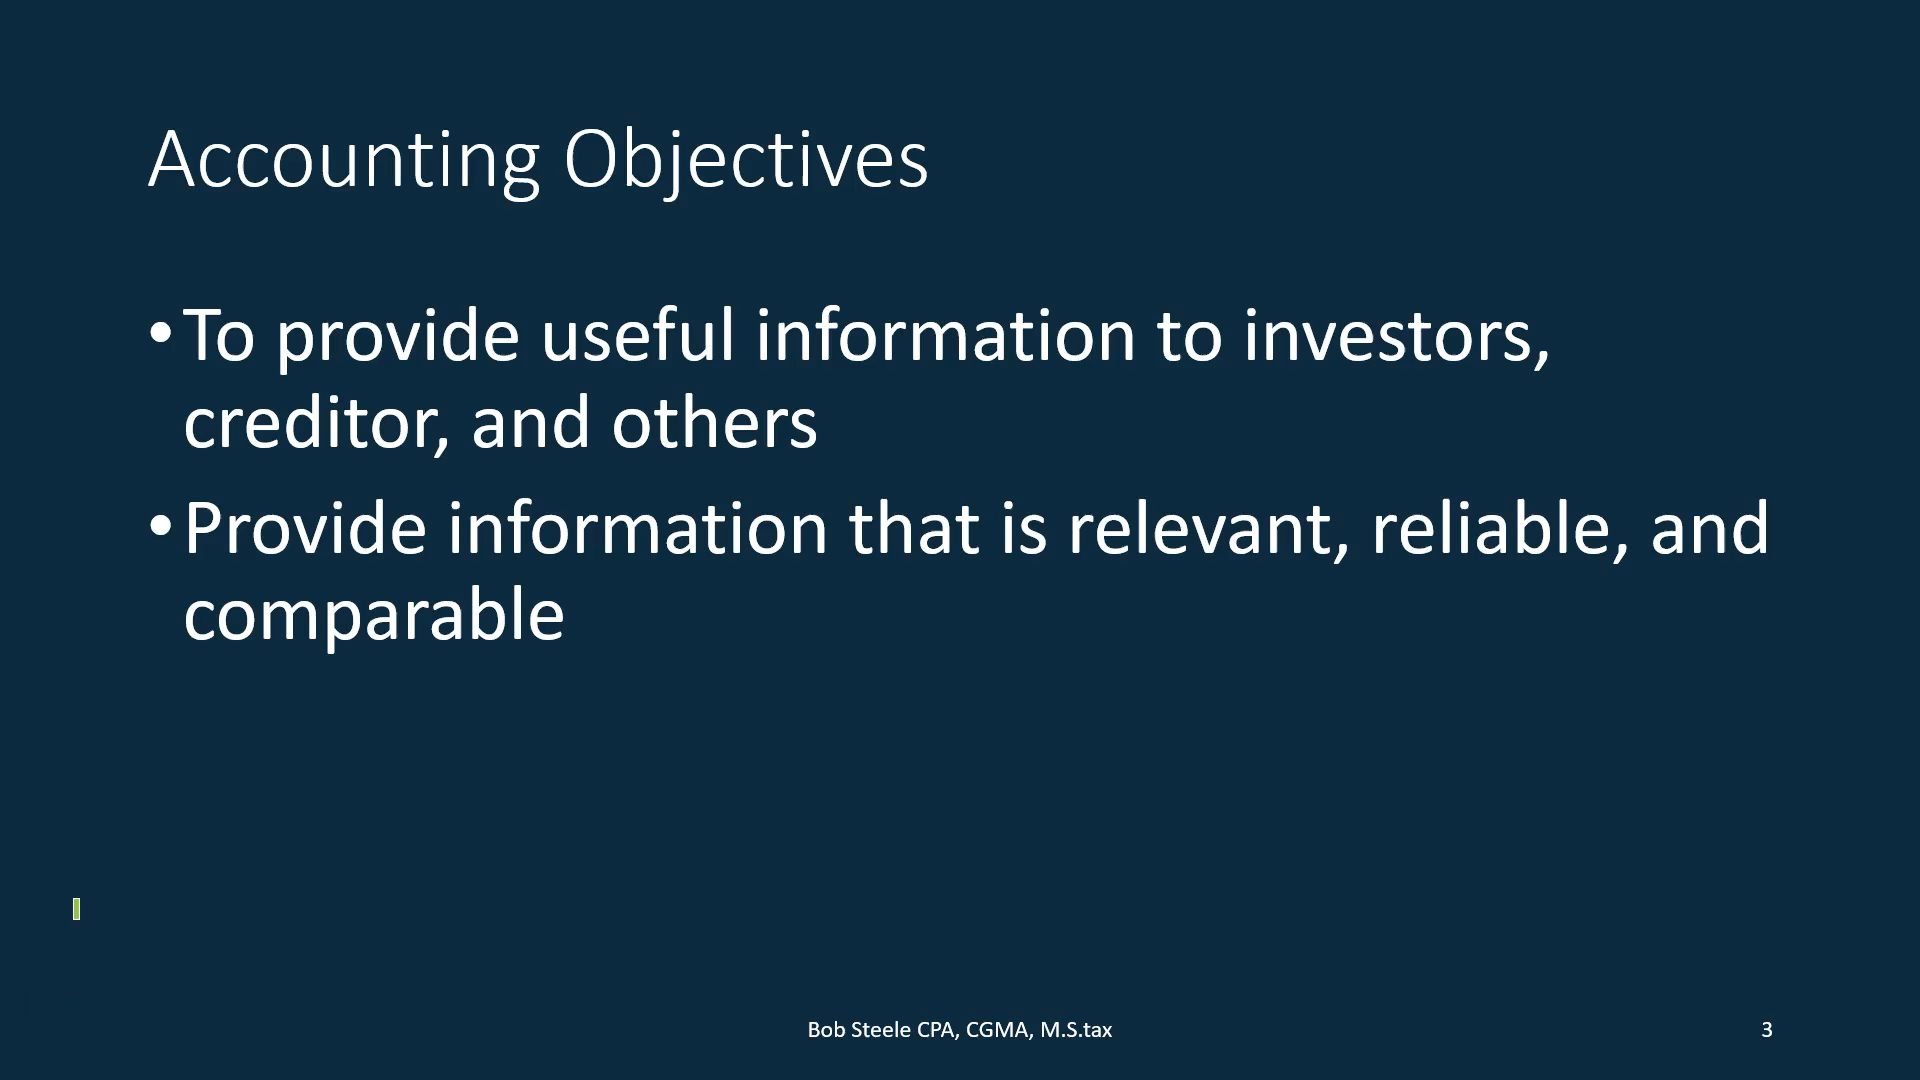 Accounting Objectives
• To provide useful information to investors,
creditor, and others
• Provide information that is relevant, reliable, and
comparable
Bob Steele CPA, CGMA, M.S.tax
3